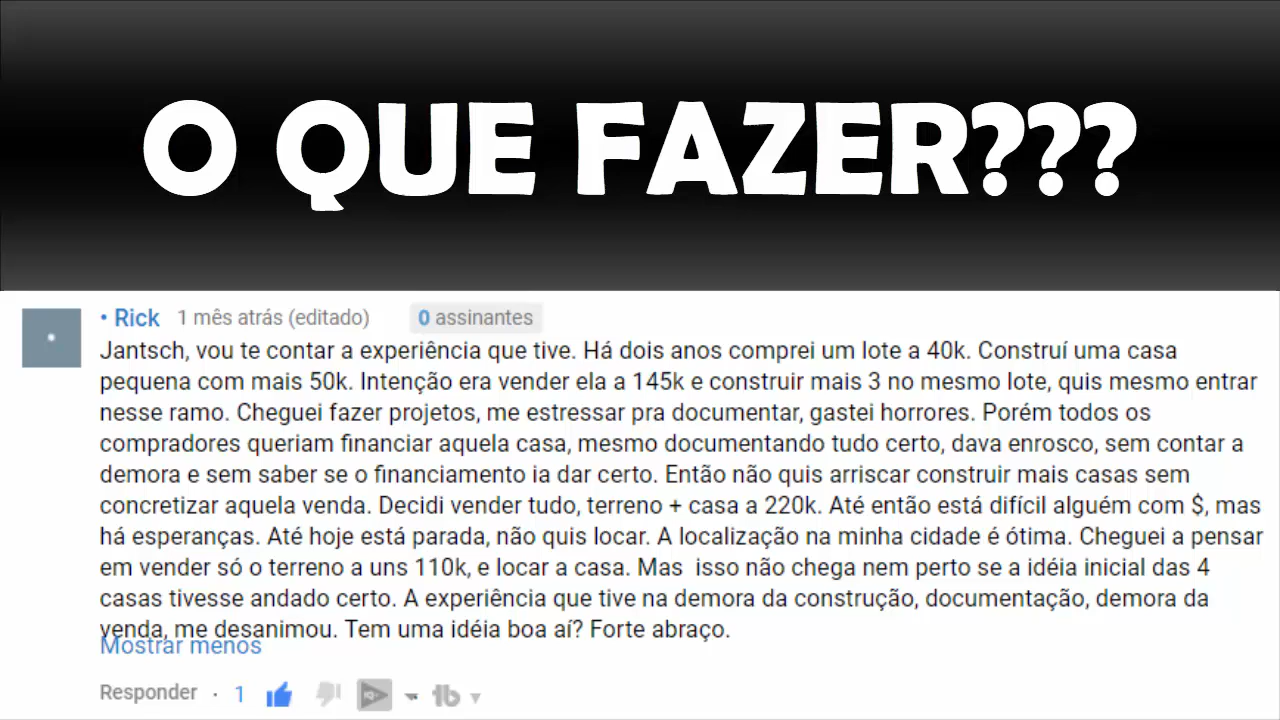 O QUE FAZER???
• Rick 1 mês atrás (editado) 0 assinantes
Jantsch, vou te contar a experiência que tive. Há dois anos comprei um lote a 40k. Construí uma casa
pequena com mais 50k. Intenção era vender ela a 145k e construir mais 3 no mesmo lote, quis mesmo entrar
nesse ramo. Cheguei fazer projetos, me estressar pra documentar, gastei horrores. Porém todos os
compradores queriam financiar aquela casa, mesmo documentando tudo certo, dava enrosco, sem contar a
demora e sem saber se o financiamento ia dar certo. Então não quis arriscar construir mais casas sem
concretizar aquela venda. Decidi vender tudo, terreno + casa a 220k. Até então está difícil alguém com $, mas
há esperanças. Até hoje está parada, não quis locar. A localização na minha cidade é ótima. Cheguei a pensar
em vender só o terreno a uns 110k, e locar a casa. Mas isso não chega nem perto se a idéia inicial das 4
casas tivesse andado certo. A experiência que tive na demora da construção, documentação, demora da
venda, me desanimou. Tem uma idéia boa aí? Forte abraço.
Mostrar menos
Responder · 1